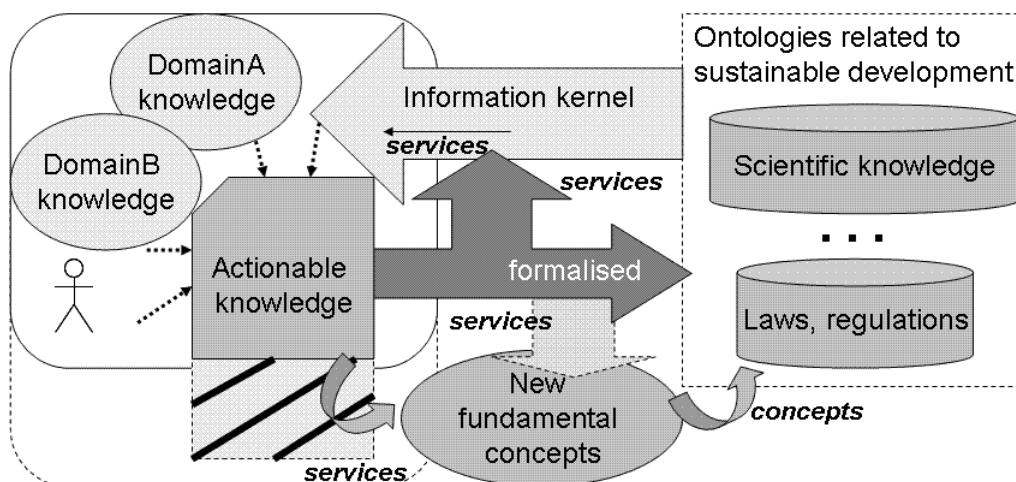 DomainA
knowledge
DomainB
knowledge
Information kernel
services
services
Ontologies related to
sustainable development
Scientific knowledge
...
Laws, regulations
Actionable
knowledge
formalised
services
New
fundamental
concepts
concepts
services